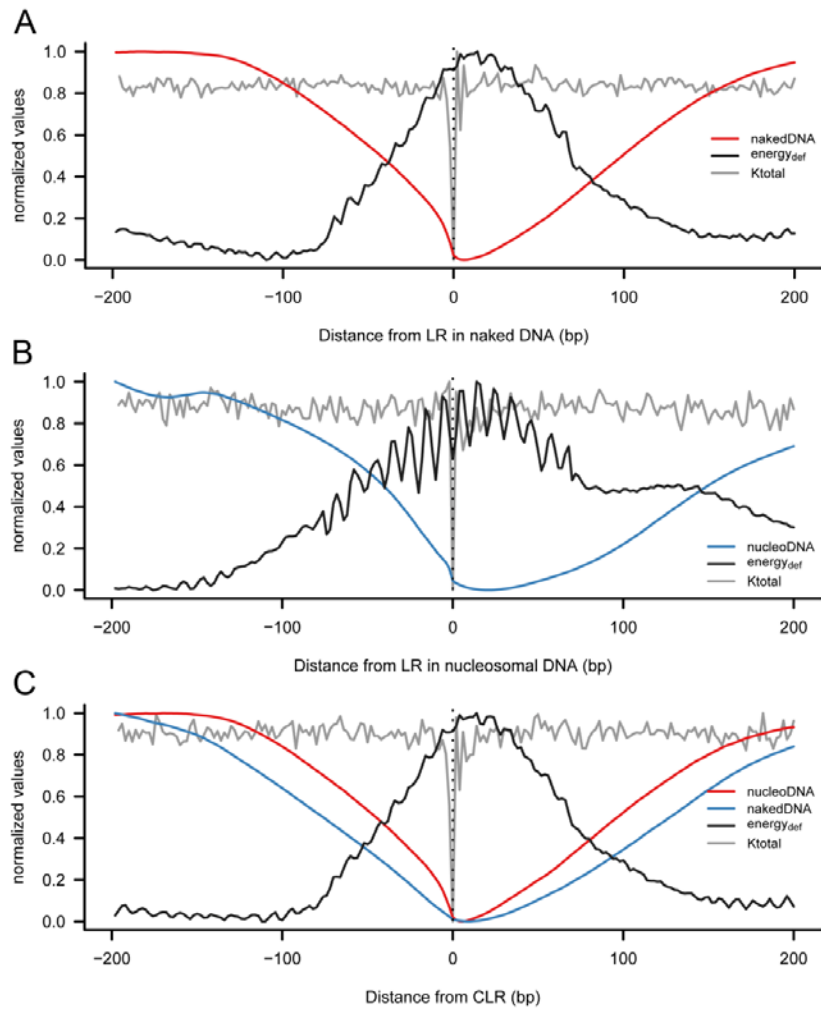 A
normalized values
1.0
0.8
0.6
0.4
0.2
0.0
nakedDNA
energydef
Ktotal
−200
−100
0
100
200
Distance from LR in naked DNA (bp)
B
normalized values
1.0
0.8
0.6
0.4
0.2
0.0
nucleoDNA
energydef
Ktotal
−200
−100
0
100
200
Distance from LR in nucleosomal DNA (bp)
C
normalized values
1.0
0.8
0.6
0.4
0.2
0.0
nucleoDNA
nakedDNA
energydef
Ktotal
−200
−100
0
100
200
Distance from CLR (bp)